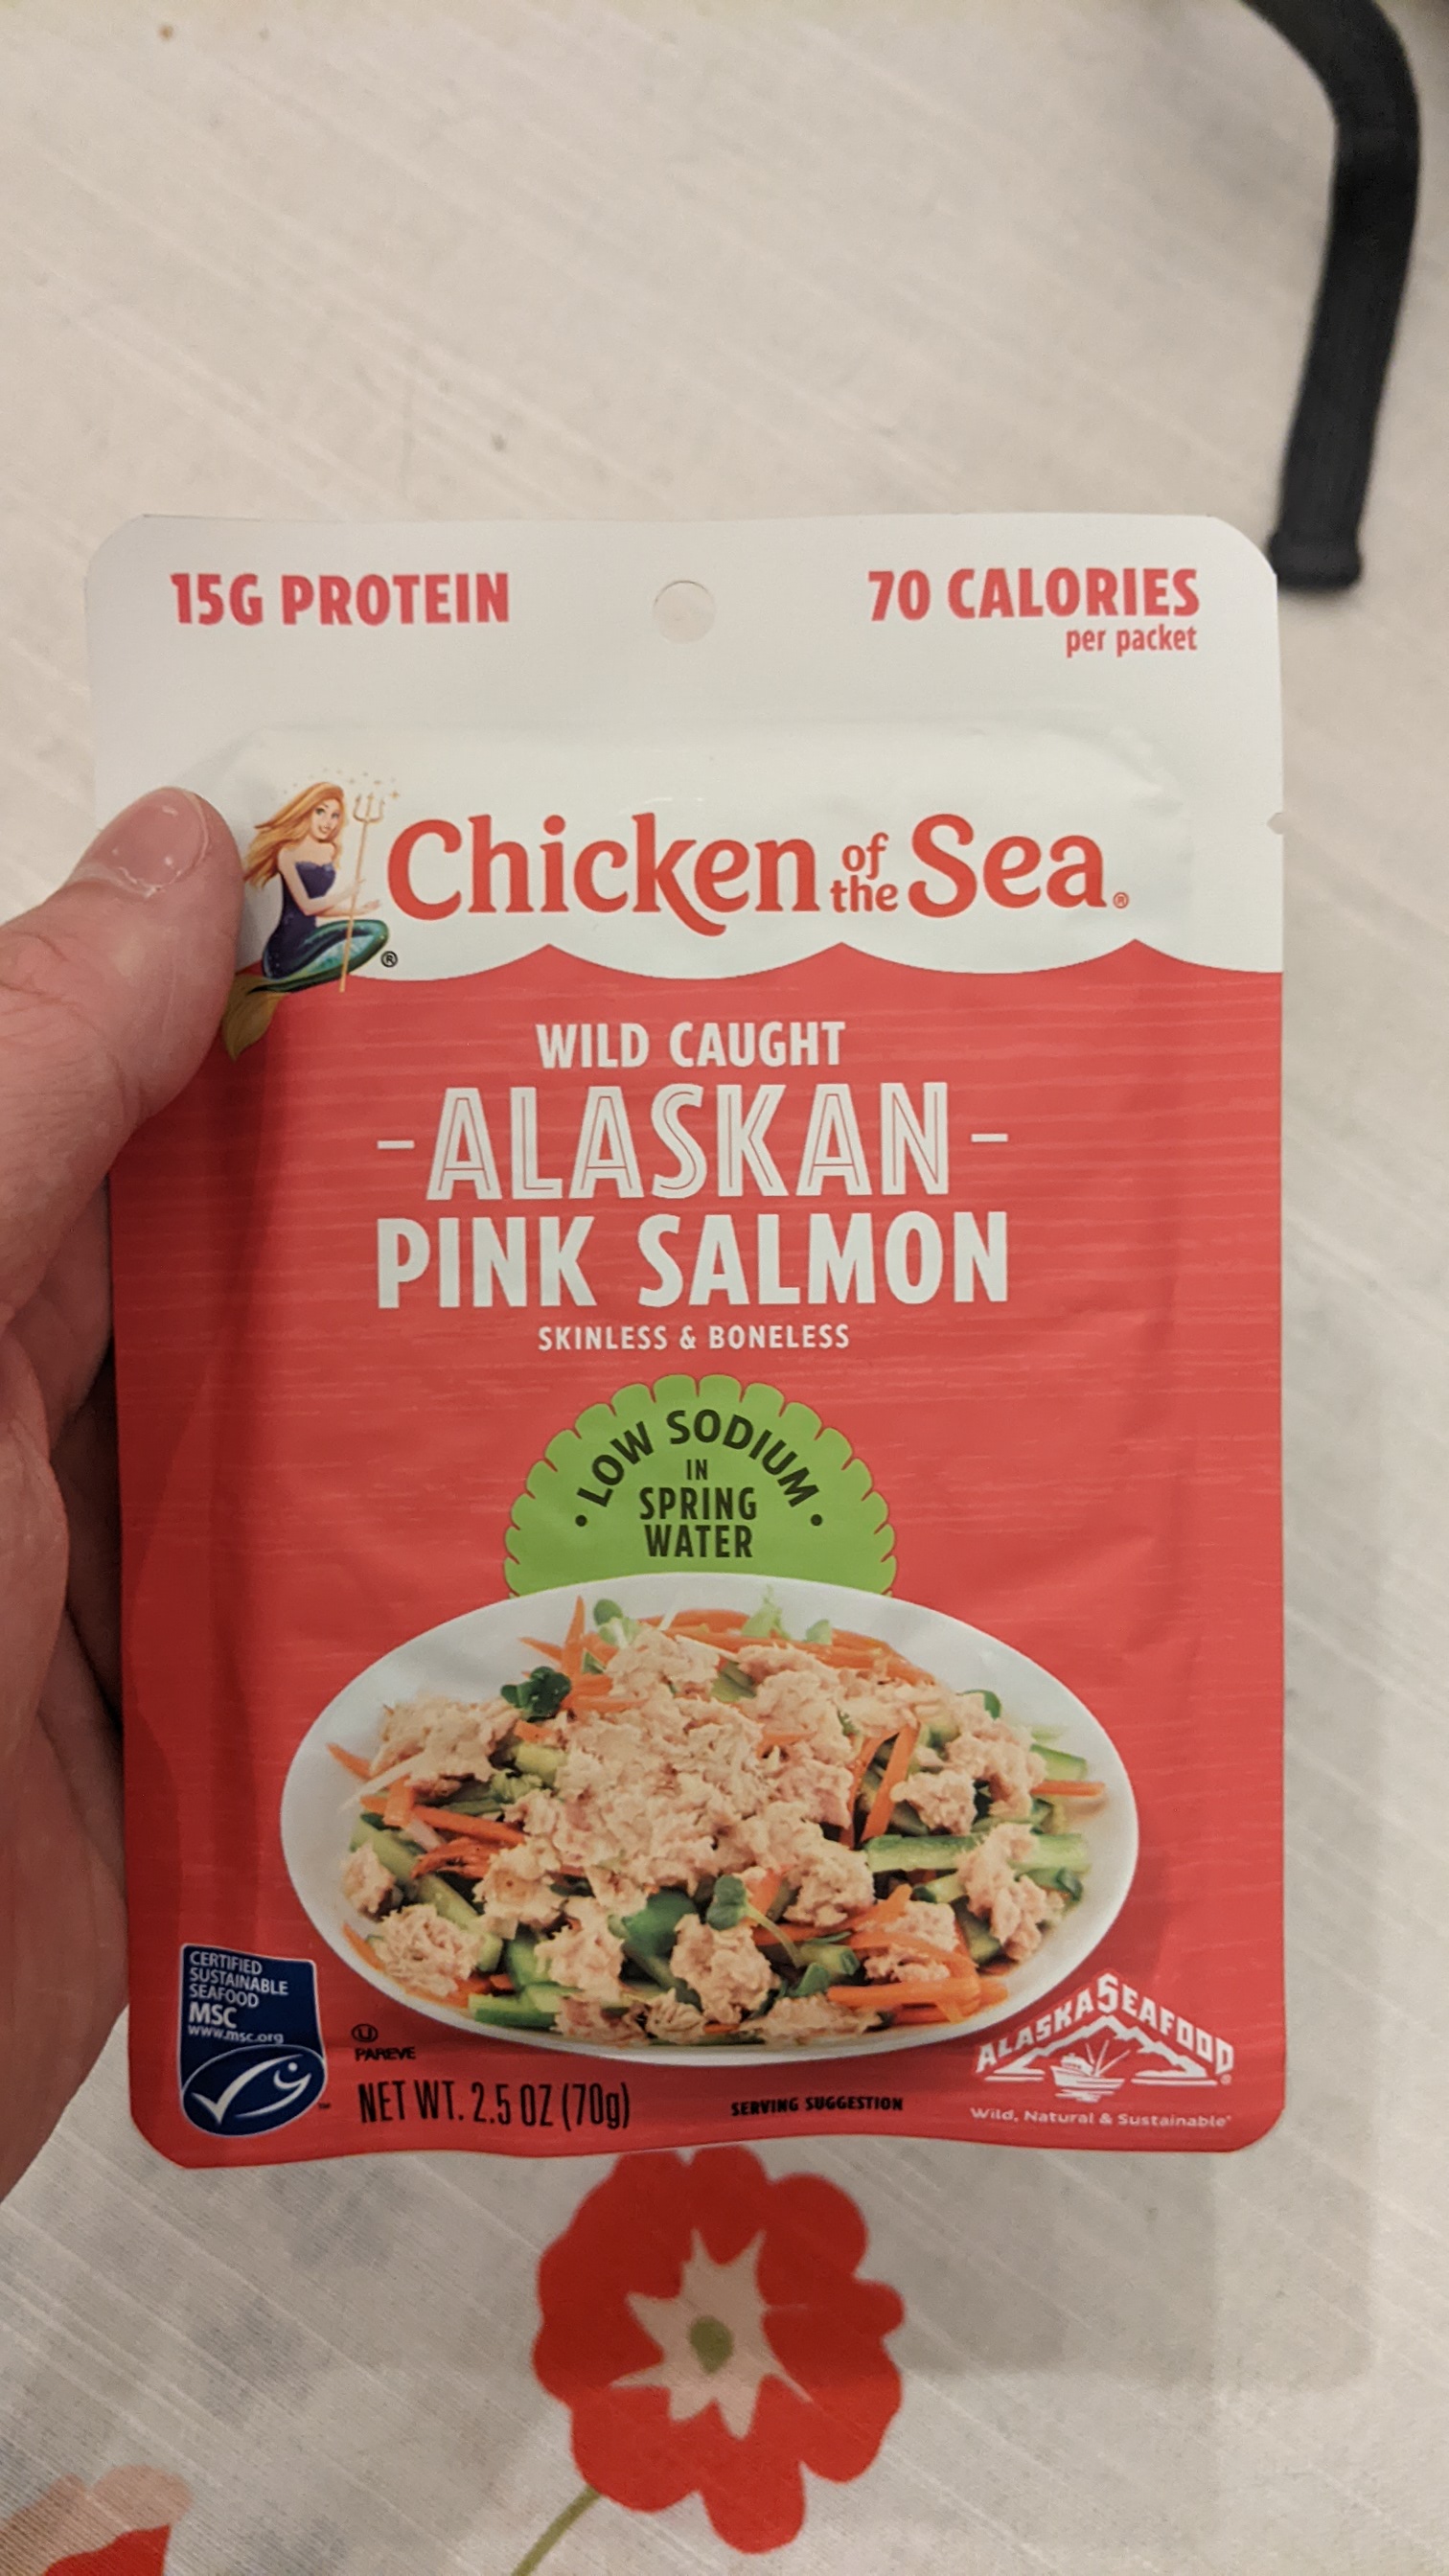 15G PROTEIN
70 CALORIES
per packet
Chicken of the Sea®
®
WILD CAUGHT
-ALASKAN-
PINK SALMON
SKINLESS & BONELESS
• LOW SODIUM •
IN
SPRING
WATER
CERTIFIED
SUSTAINABLE
SEAFOOD
MSC
www.msc.org
™
U
PAREVE
NET WT. 2.5 OZ (70g)
SERVING SUGGESTION
ALASKA SEAFOOD®
Wild, Natural & Sustainable®